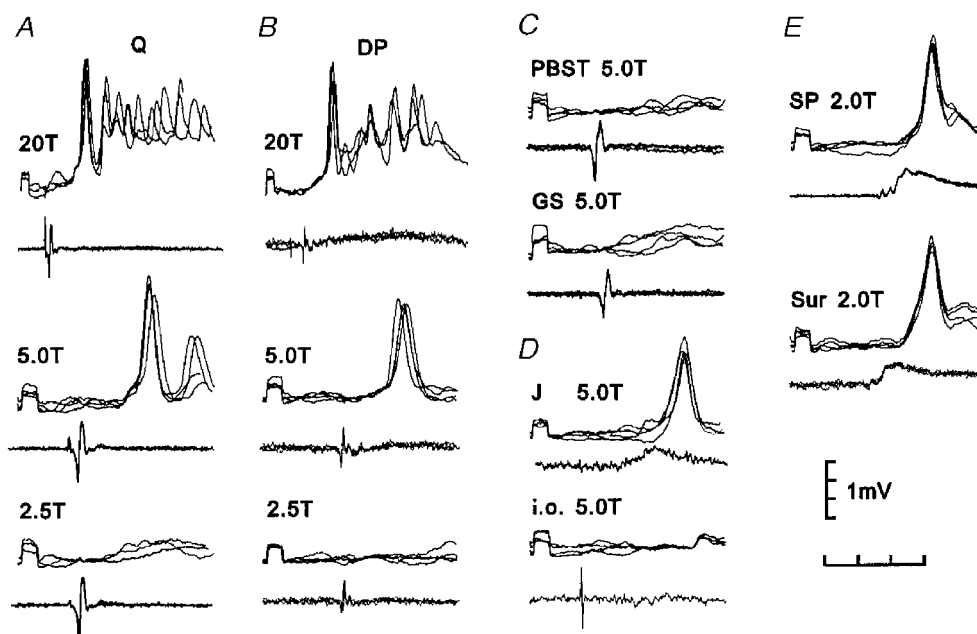 A
Q
20T
5.0T
2.5T
B
DP
20T
5.0T
2.5T
C
PBST 5.0T
GS 5.0T
D
J 5.0T
i.o. 5.0T
E
SP 2.0T
Sur 2.0T
1mV